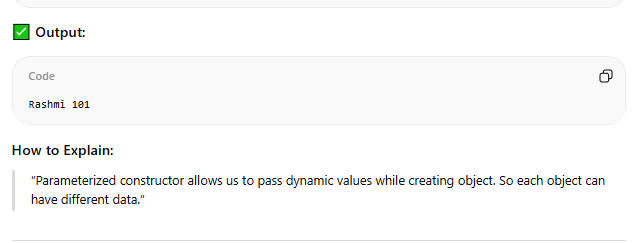 ✅ Output:
Code
Rashmi 101
How to Explain:
“Parameterized constructor allows us to pass dynamic values while creating object. So each object can
have different data.”